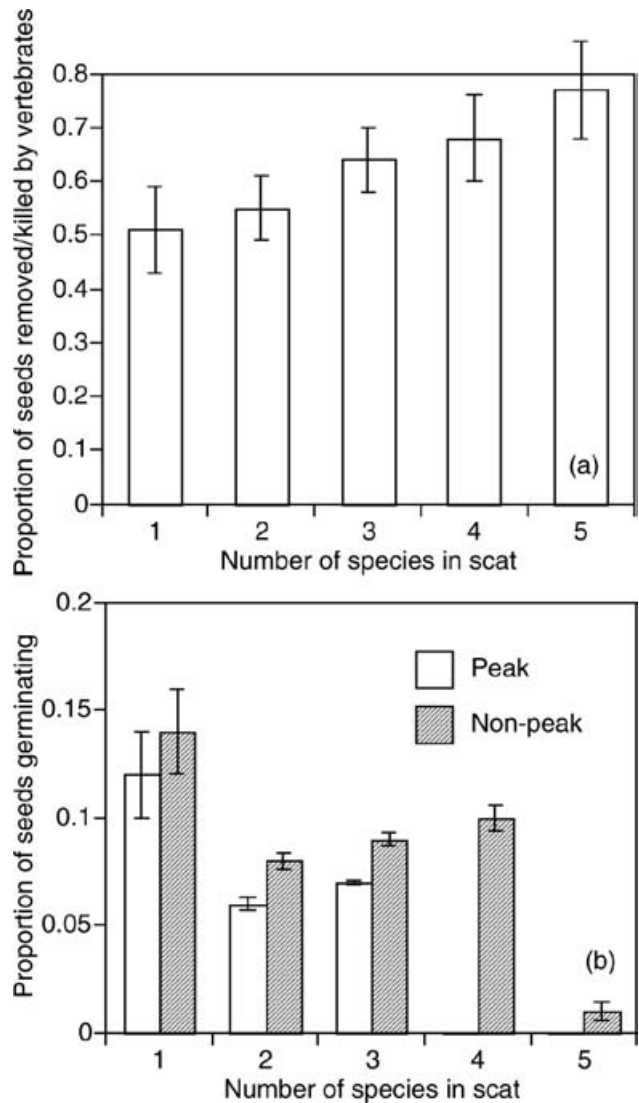 Proportion of seeds removed/killed by vertebrates
0.8
0.7
0.6
0.5
0.4
0.3
0.2
0.1
0
(a)
1 2 3 4 5
Number of species in scat
Proportion of seeds germinating
0.2
0.15
0.1
0.05
0
Peak
Non-peak
(b)
1 2 3 4 5
Number of species in scat